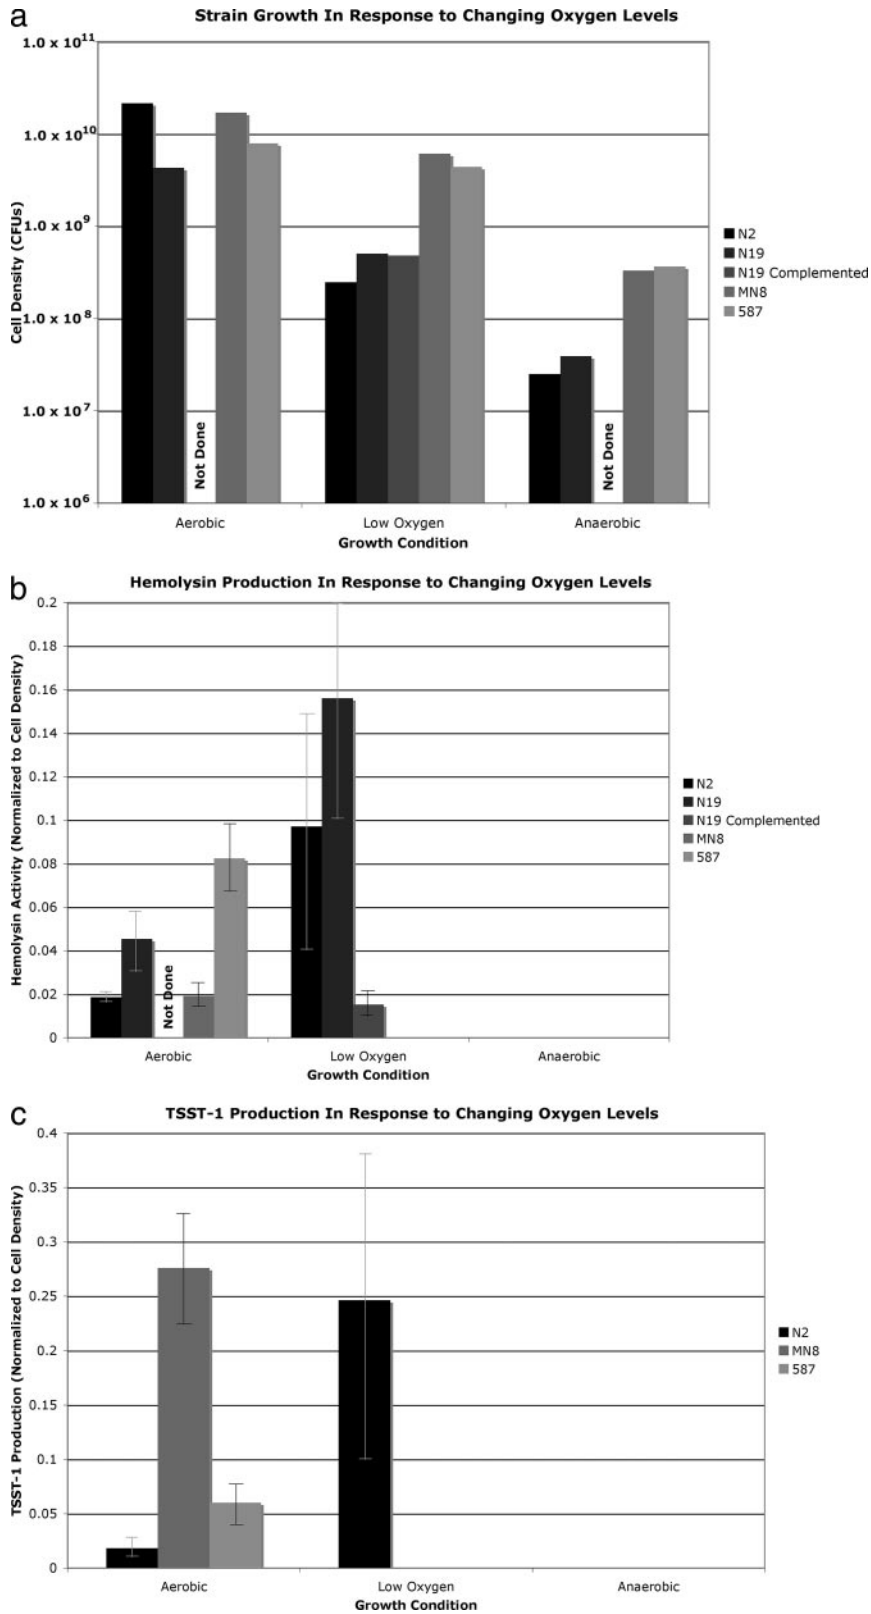 a
Strain Growth In Response to Changing Oxygen Levels
1.0 x 10¹¹
1.0 x 10¹⁰
1.0 x 10⁹
1.0 x 10⁸
1.0 x 10⁷
1.0 x 10⁶
Cell Density (CFUs)
Not Done
Not Done
Aerobic
Low Oxygen
Anaerobic
Growth Condition
N2
N19
N19 Complemented
MN8
587
b
Hemolysin Production In Response to Changing Oxygen Levels
0.2
0.18
0.16
0.14
0.12
0.1
0.08
0.06
0.04
0.02
0
Hemolysin Activity (Normalized to Cell Density)
Not Done
Aerobic
Low Oxygen
Anaerobic
Growth Condition
N2
N19
N19 Complemented
MN8
587
c
TSST-1 Production In Response to Changing Oxygen Levels
0.4
0.35
0.3
0.25
0.2
0.15
0.1
0.05
0
TSST-1 Production (Normalized to Cell Density)
Aerobic
Low Oxygen
Anaerobic
Growth Condition
N2
MN8
587